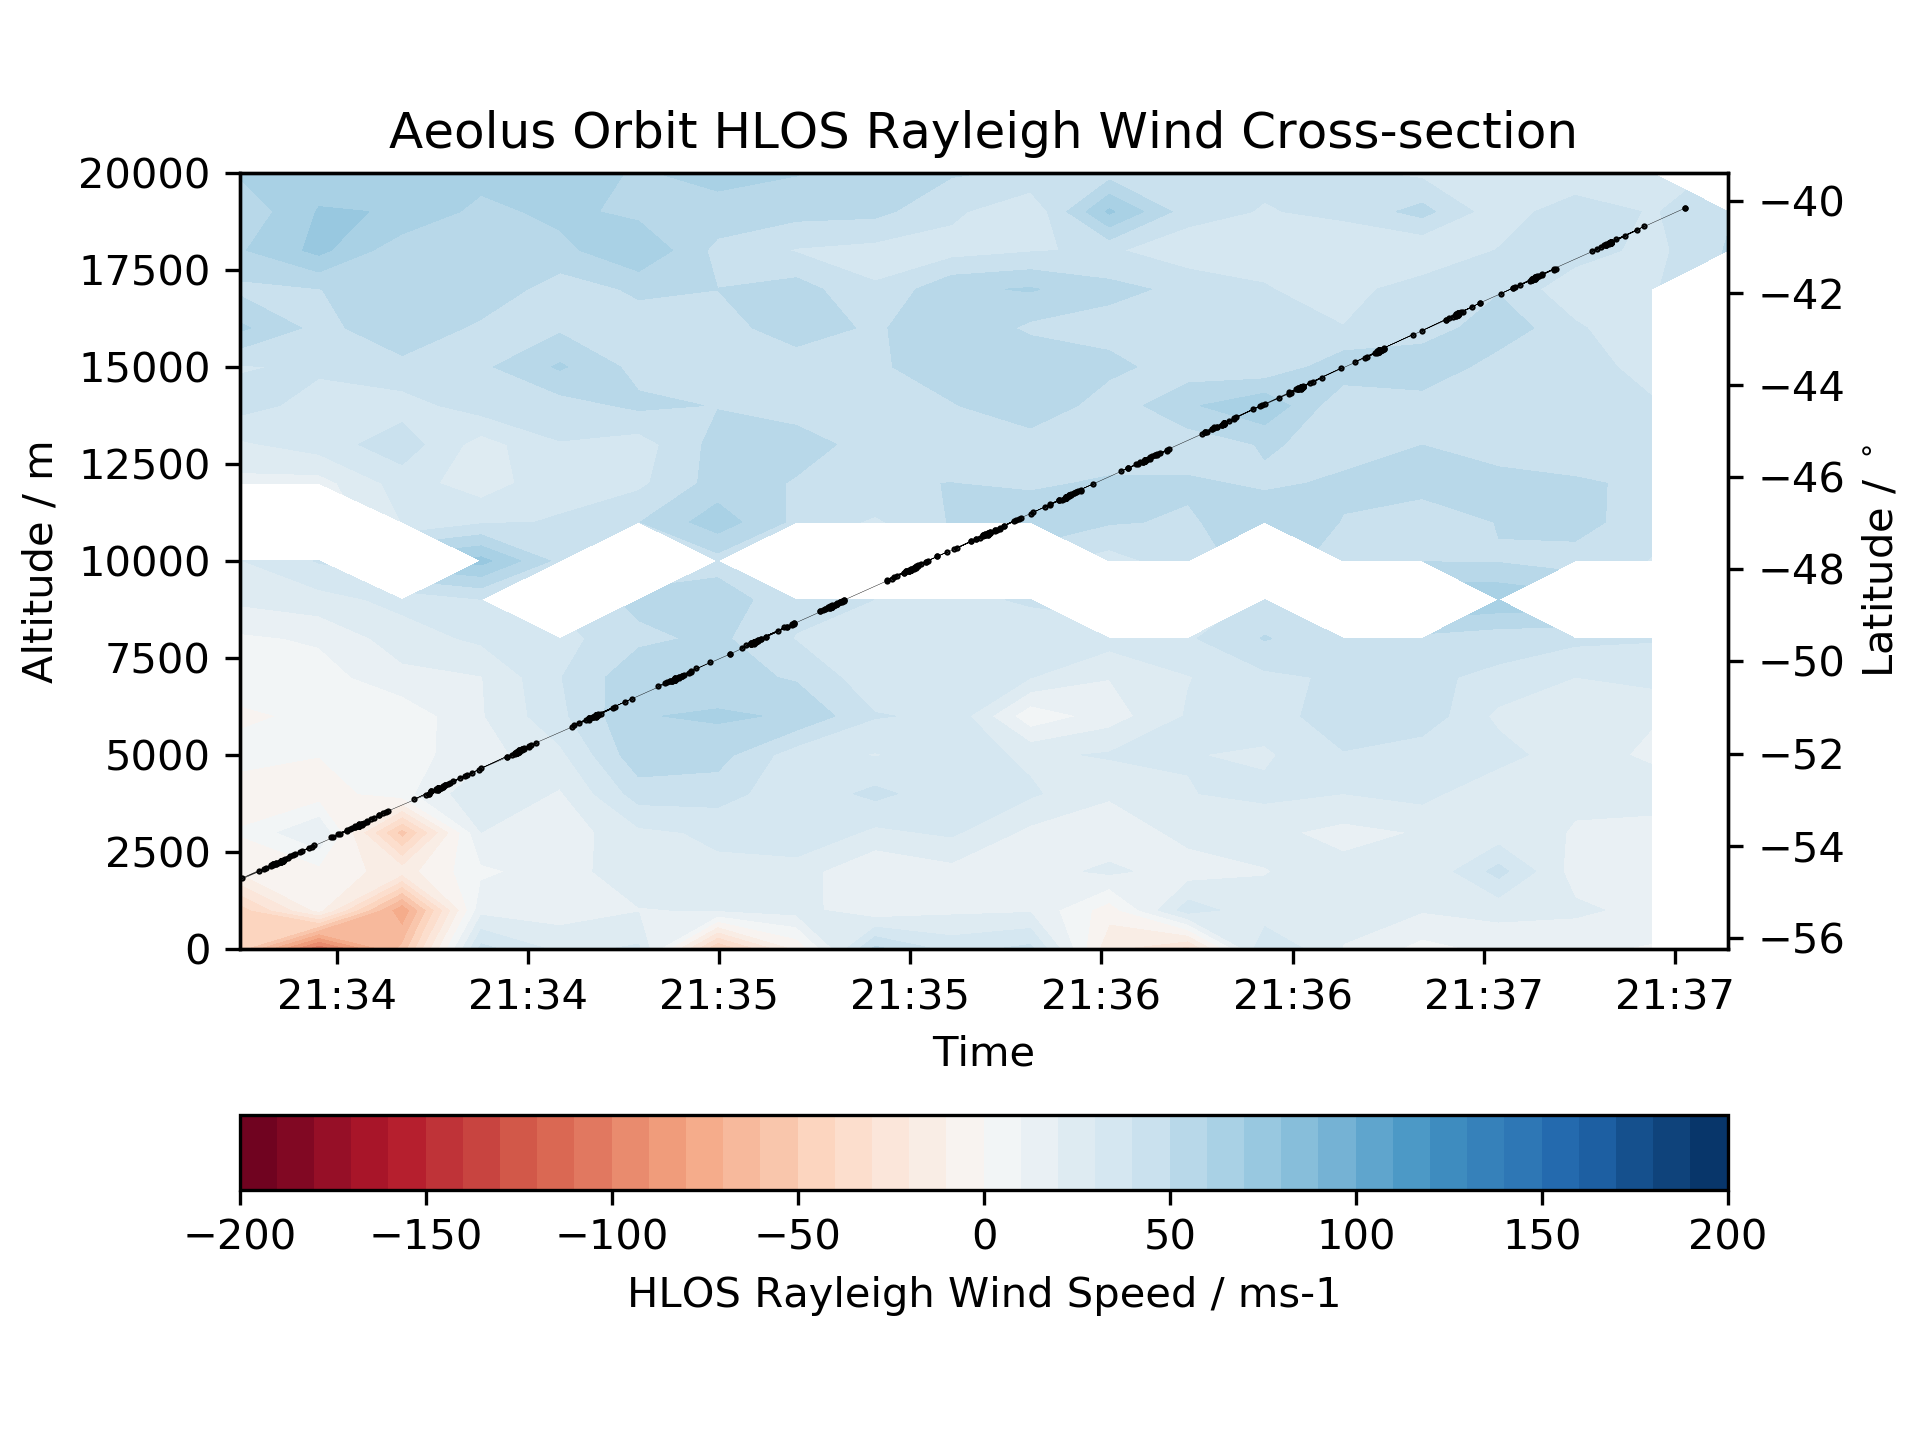 Aeolus Orbit HLOS Rayleigh Wind Cross-section
20000
17500
15000
12500
10000
7500
5000
2500
0
Altitude / m
−40
−42
−44
−46
−48
−50
−52
−54
−56
Latitude / °
21:34 21:34 21:35 21:35 21:36 21:36 21:37 21:37
Time
−200 −150 −100 −50 0 50 100 150 200
HLOS Rayleigh Wind Speed / ms-1